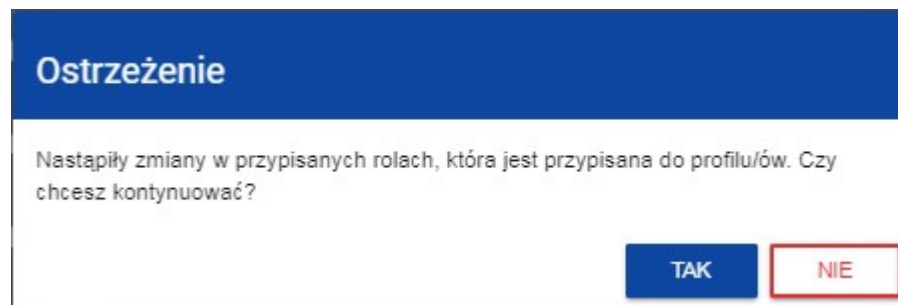 Ostrzeżenie
Nastąpiły zmiany w przypisanych rolach, która jest przypisana do profilu/ów. Czy
chcesz kontynuować?
TAK
NIE